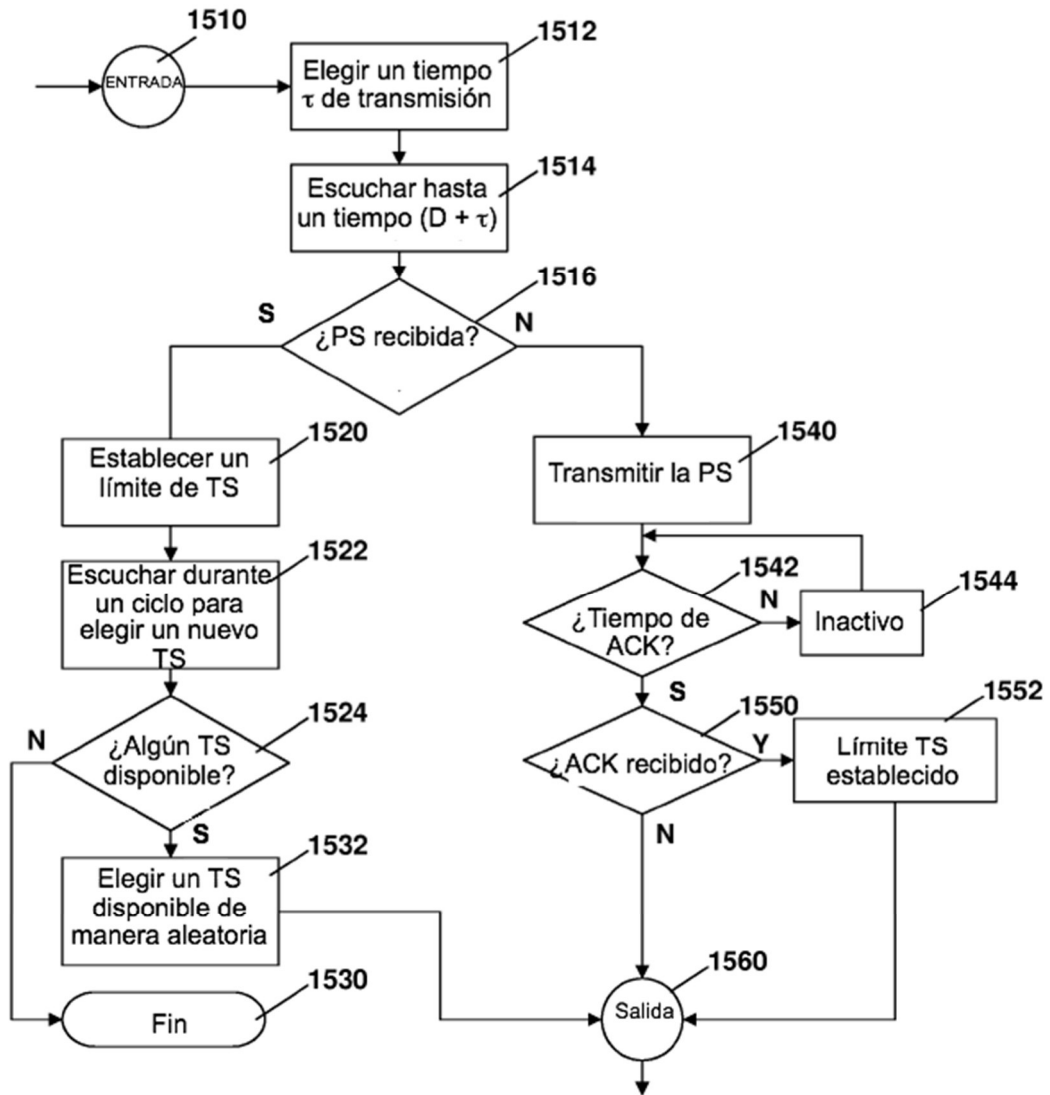 1510
ENTRADA
1512
Elegir un tiempo
τ de transmisión
1514
Escuchar hasta
un tiempo (D + τ)
1516
¿PS recibida?
S
N
1520
Establecer un
límite de TS
1522
Escuchar durante
un ciclo para
elegir un nuevo
TS
1524
¿Algún TS
disponible?
N
S
1532
Elegir un TS
disponible de
manera aleatoria
1530
Fin
1540
Transmitir la PS
1542
¿Tiempo de
ACK?
N
1544
Inactivo
S
1550
¿ACK recibido?
Y
1552
Límite TS
establecido
N
1560
Salida